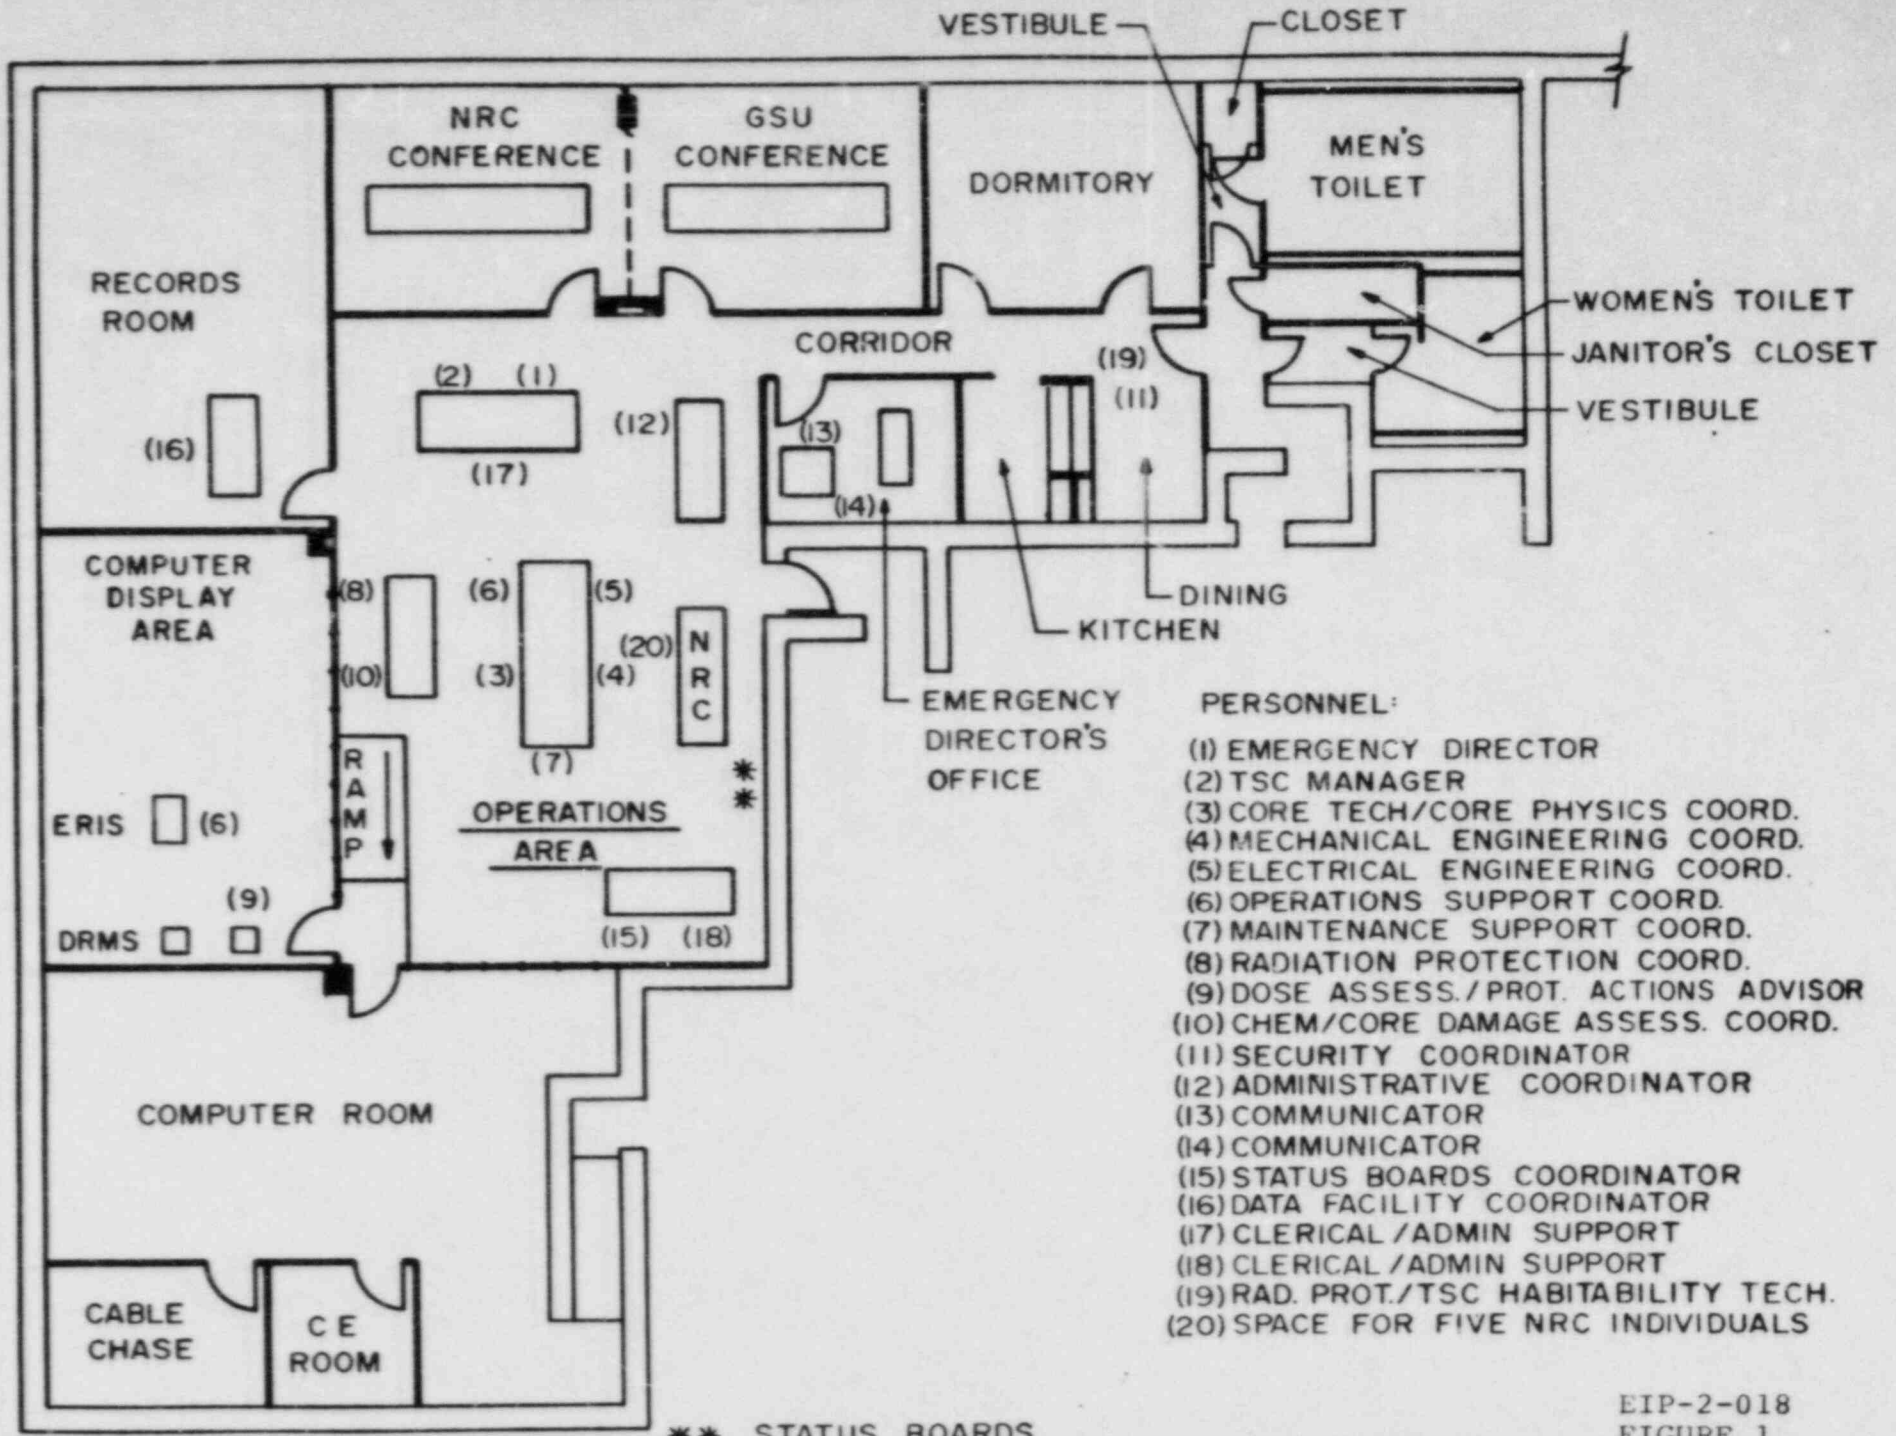 VESTIBULE
CLOSET
NRC
CONFERENCE
GSU
CONFERENCE
DORMITORY
MEN'S
TOILET
RECORDS
ROOM
WOMEN'S TOILET
JANITOR'S CLOSET
VESTIBULE
CORRIDOR
(19)
(11)
(2) (1)
(12)
(13)
(16)
(17)
(14)
COMPUTER
DISPLAY
AREA
(8)
(6)
(5)
DINING
KITCHEN
(20)
NRC
(10)
(3)
(4)
EMERGENCY
DIRECTOR'S
OFFICE
RAMP
(7)
**
OPERATIONS
AREA
ERIS
(6)
(9)
DRMS
(15) (18)
COMPUTER ROOM
CABLE
CHASE
CE
ROOM
PERSONNEL:
(1) EMERGENCY DIRECTOR
(2) TSC MANAGER
(3) CORE TECH/CORE PHYSICS COORD.
(4) MECHANICAL ENGINEERING COORD.
(5) ELECTRICAL ENGINEERING COORD.
(6) OPERATIONS SUPPORT COORD.
(7) MAINTENANCE SUPPORT COORD.
(8) RADIATION PROTECTION COORD.
(9) DOSE ASSESS./PROT. ACTIONS ADVISOR
(10) CHEM/CORE DAMAGE ASSESS. COORD.
(11) SECURITY COORDINATOR
(12) ADMINISTRATIVE COORDINATOR
(13) COMMUNICATOR
(14) COMMUNICATOR
(15) STATUS BOARDS COORDINATOR
(16) DATA FACILITY COORDINATOR
(17) CLERICAL/ADMIN SUPPORT
(18) CLERICAL/ADMIN SUPPORT
(19) RAD. PROT./TSC HABITABILITY TECH.
(20) SPACE FOR FIVE NRC INDIVIDUALS
** STATUS BOARDS
EIP-2-018
FIGURE 1